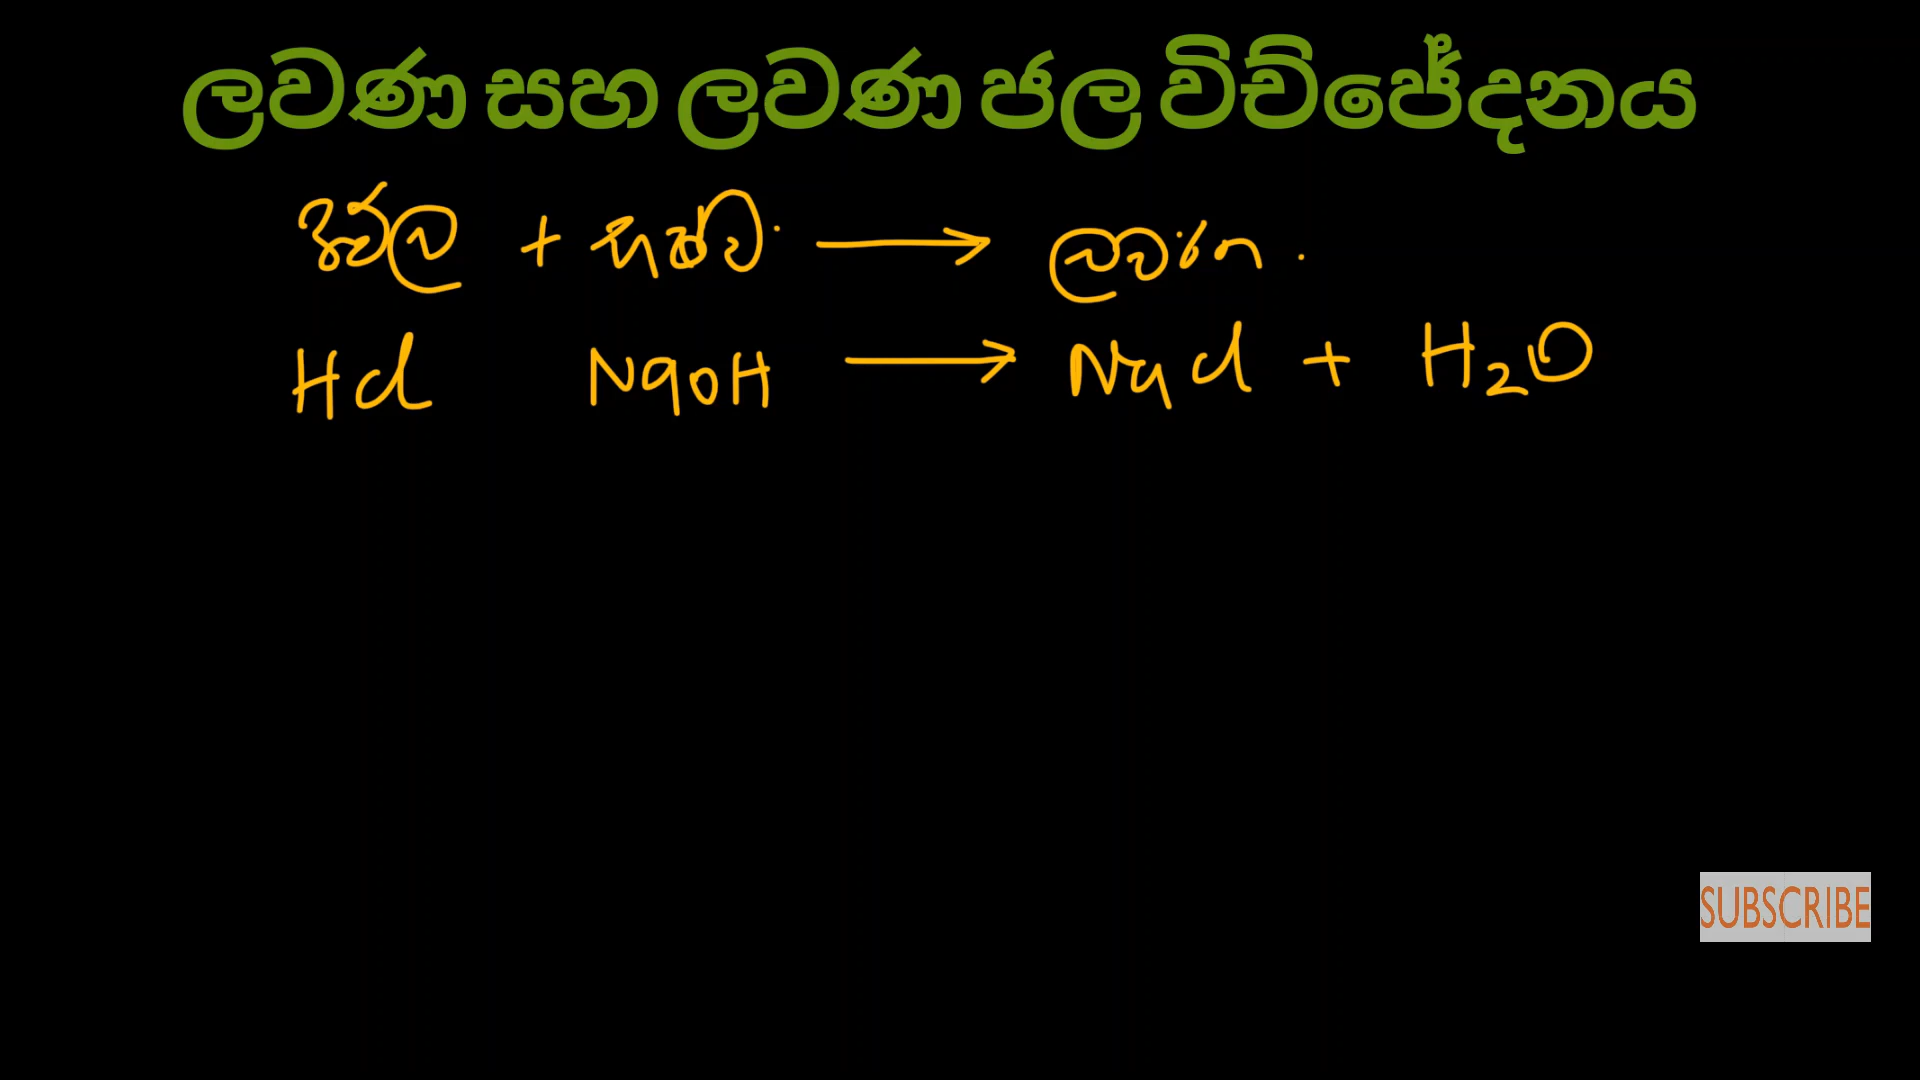 ලවණ සහ ලවණ ජල විච්ඡේදනය
අම්ල + භෂ්ම. ⟶ ලවණ .
HCl NaOH ⟶ NaCl + H₂O
SUBSCRIBE